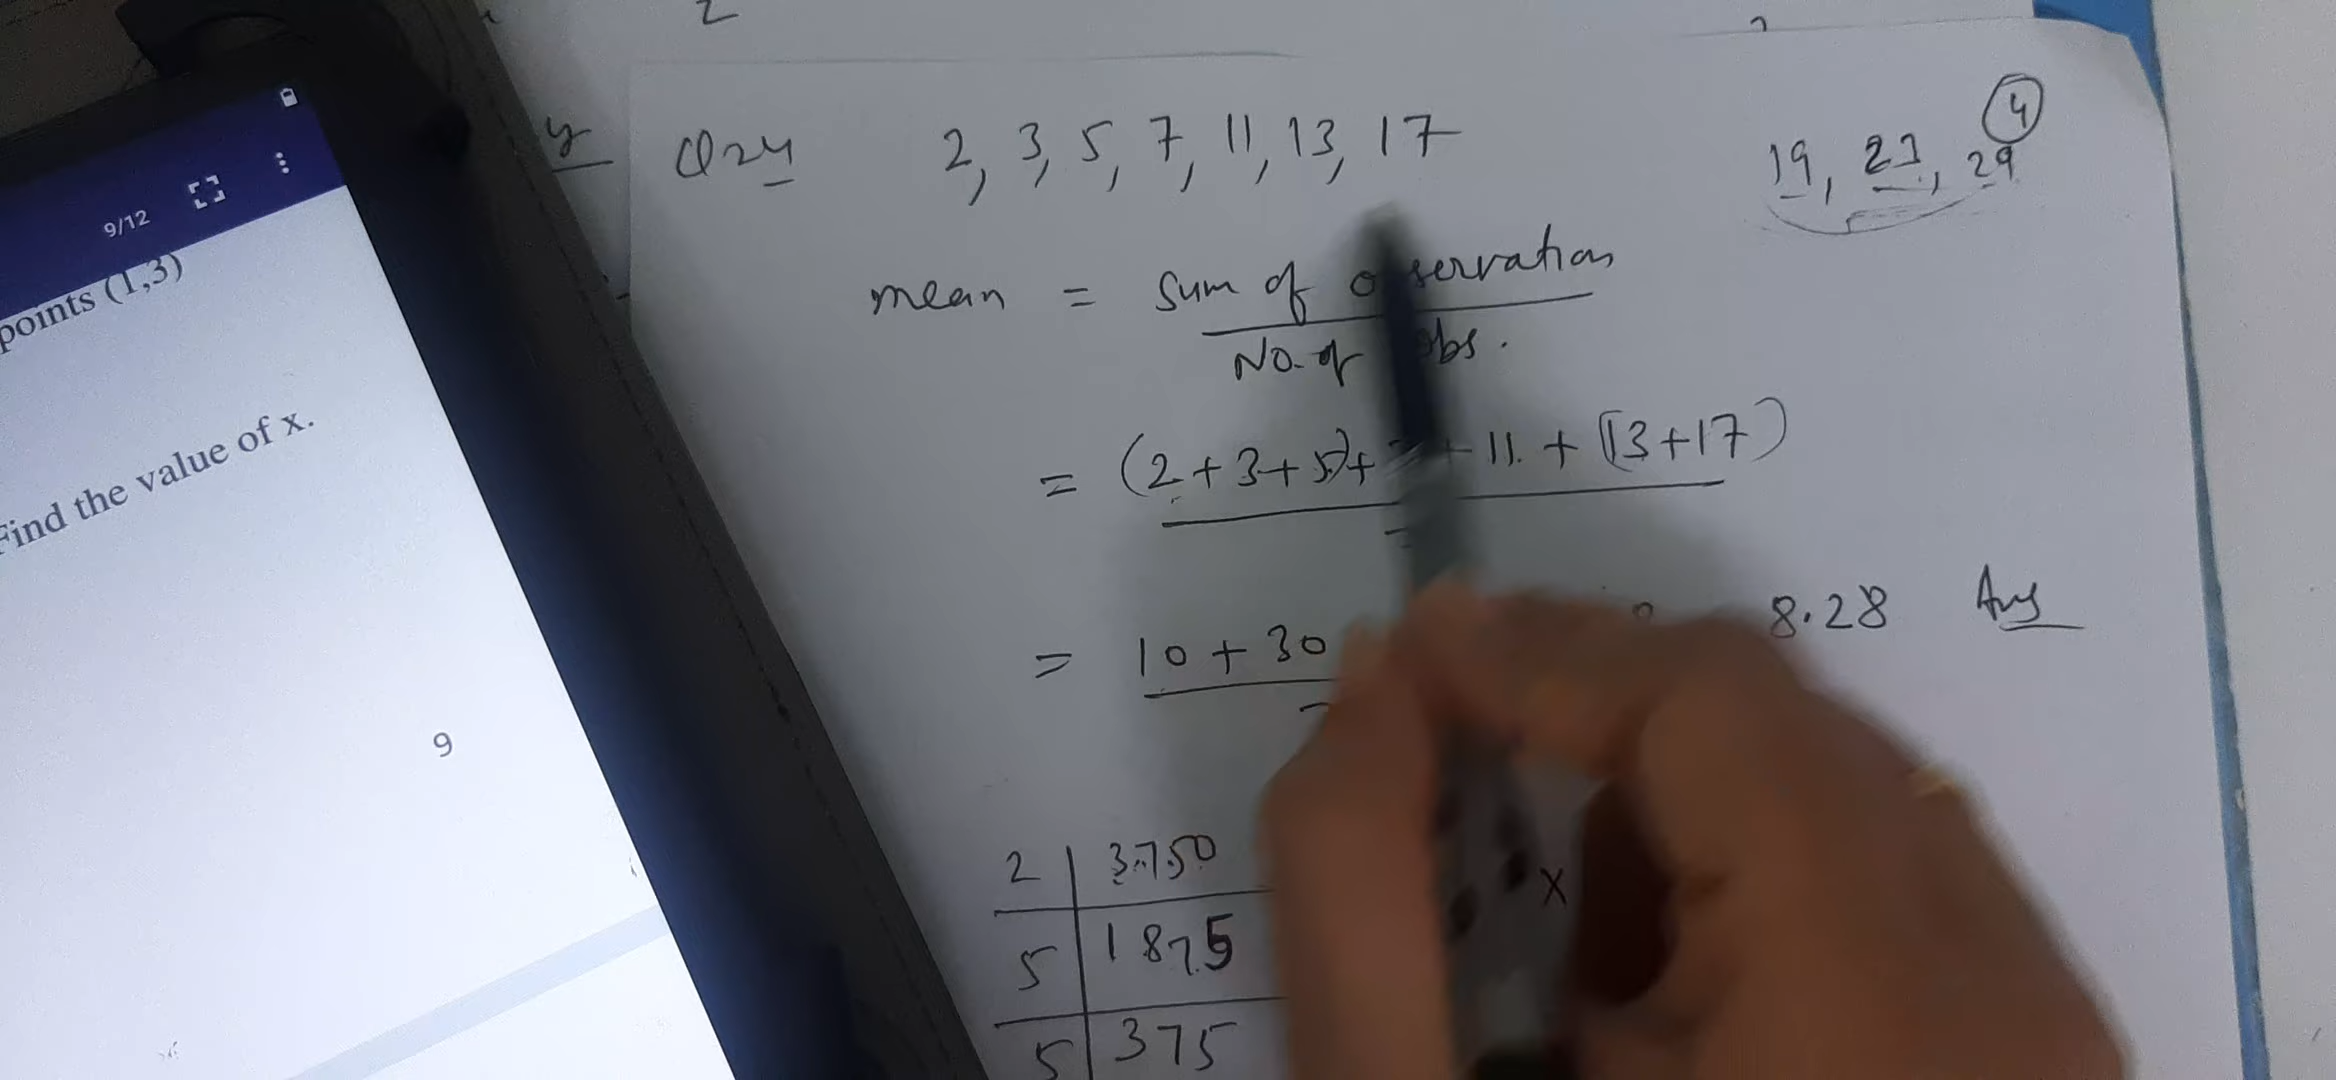 9/12
points (1,3)
Find the value of x.
9
y
Q24 2, 3, 5, 7, 11, 13, 17
4
19, 23, 29
mean = Sum of observation
No. of obs.
= (2+3+5)+ + 11 + (13+17)
= 10 + 30
8.28 Ans
2 3750
5 1875
5 375
x